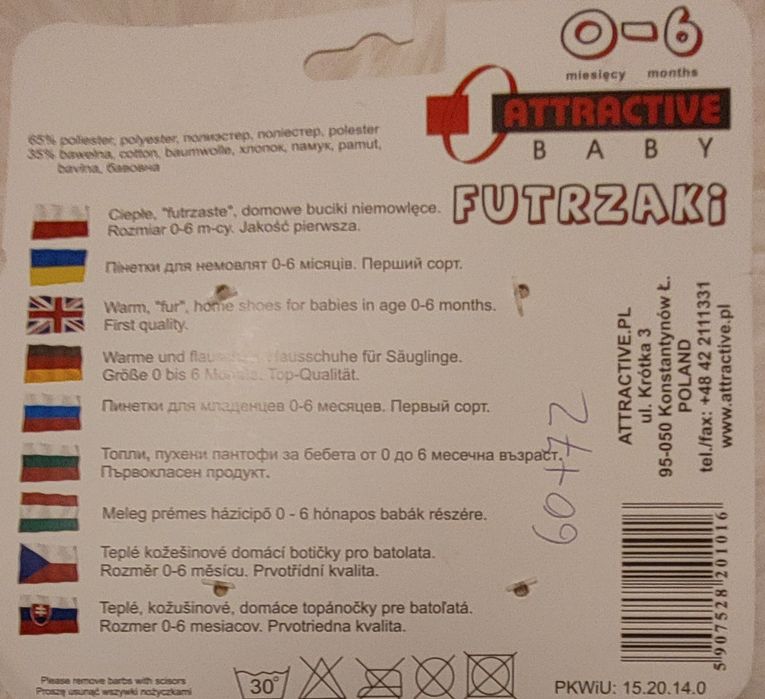 0-6
miesięcy months
ATTRACTIVE
BABY
FUTRZAKi
65% poliester, polyester, полиэстер, поліестер, polester
35% bawełna, cotton, baumwolle, хлопок, памук, pamut,
bavlna, бавовна
Ciepłe, "futrzaste", domowe buciki niemowlęce.
Rozmiar 0-6 m-cy. Jakość pierwsza.
Пінетки для немовлят 0-6 місяців. Перший сорт.
Warm, "fur", home shoes for babies in age 0-6 months.
First quality.
Warme und Hausschuhe für Säuglinge.
Größe 0 bis 6 Monate. Top-Qualität.
Пинетки для младенцев 0-6 месяцев. Первый сорт.
Топли, пухени пантофи за бебета от 0 до 6 месечна възраст.
Първокласен продукт.
Meleg prémes házicipő 0 - 6 hónapos babák részére.
Teplé kožešinové domácí botičky pro batolata.
Rozměr 0-6 měsícu. Prvotřídní kvalita.
Teplé, kožušinové, domáce topánočky pre batoľatá.
Rozmer 0-6 mesiacov. Prvotriedna kvalita.
Please remove barbs with scisors
Proszę usunąć wszywki nożyczkami
30°
ATTRACTIVE.PL
ul. Krótka 3
95-050 Konstantynów Ł.
POLAND
tel./fax: +48 42 2111331
www.attractive.pl
5907528201016
PKWiU: 15.20.14.0